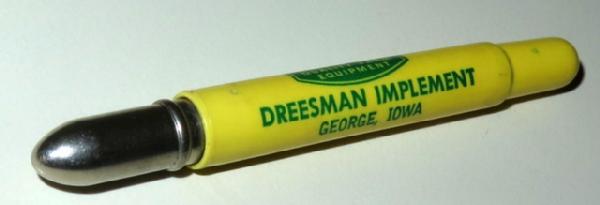 EQUIPMENT
DREESMAN IMPLEMENT
GEORGE, IOWA